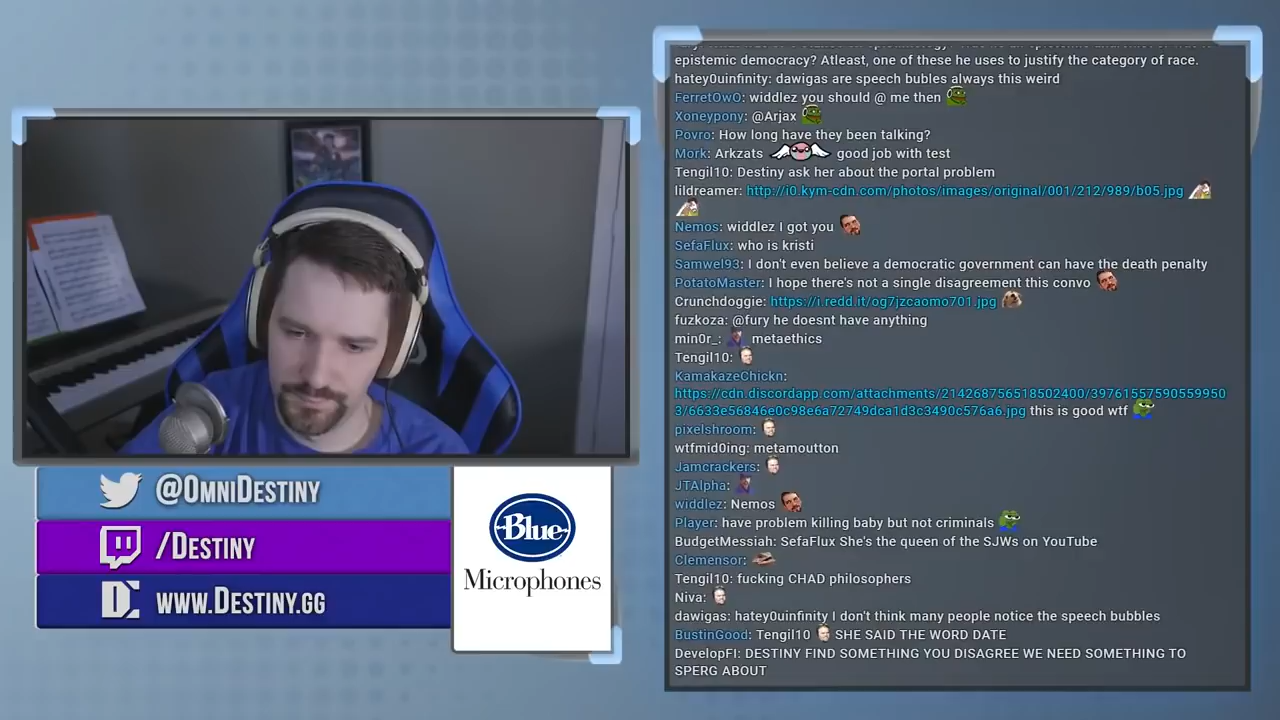 @OmniDestiny
/Destiny
www.Destiny.gg
Blue
Microphones
epistemic democracy? Atleast, one of these he uses to justify the category of race.
hatey0uinfinity: dawigas are speech bubles always this weird
FerretOwO: widdlez you should @ me then
Xoneypony: @Arjax
Povro: How long have they been talking?
Mork: Arkzats good job with test
Tengil10: Destiny ask her about the portal problem
lildreamer: http://i0.kym-cdn.com/photos/images/original/001/212/989/b05.jpg
Nemos: widdlez I got you
SefaFlux: who is kristi
Samwel93: I don't even believe a democratic government can have the death penalty
PotatoMaster: I hope there's not a single disagreement this convo
Crunchdoggie: https://i.redd.it/og7jzcaomo701.jpg
fuzkoza: @fury he doesnt have anything
min0r_: metaethics
Tengil10:
KamakazeChickn:
https://cdn.discordapp.com/attachments/214268756518502400/39761557590559950
3/6633e56846e0c98e6a72749dca1d3c3490c576a6.jpg this is good wtf
pixelshroom:
wtfmid0ing: metamoutton
Jamcrackers:
JTAlpha:
widdlez: Nemos
Player: have problem killing baby but not criminals
BudgetMessiah: SefaFlux She's the queen of the SJWs on YouTube
Clemensor:
Tengil10: fucking CHAD philosophers
Niva:
dawigas: hatey0uinfinity I don't think many people notice the speech bubbles
BustinGood: Tengil10 SHE SAID THE WORD DATE
DevelopFI: DESTINY FIND SOMETHING YOU DISAGREE WE NEED SOMETHING TO
SPERG ABOUT